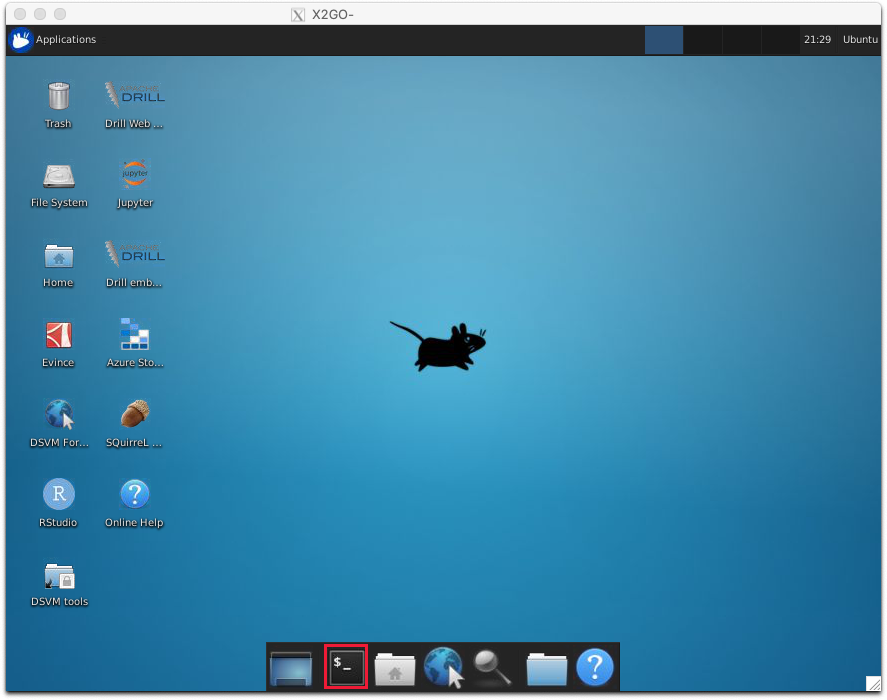 X2GO-
Applications
21:29
Ubuntu
Trash
DRILL
Drill Web ...
File System
jupyter
Jupyter
Home
DRILL
Drill emb...
Evince
Azure Sto...
DSVM For...
SQuirreL ...
R
RStudio
?
Online Help
DSVM tools
$_
?